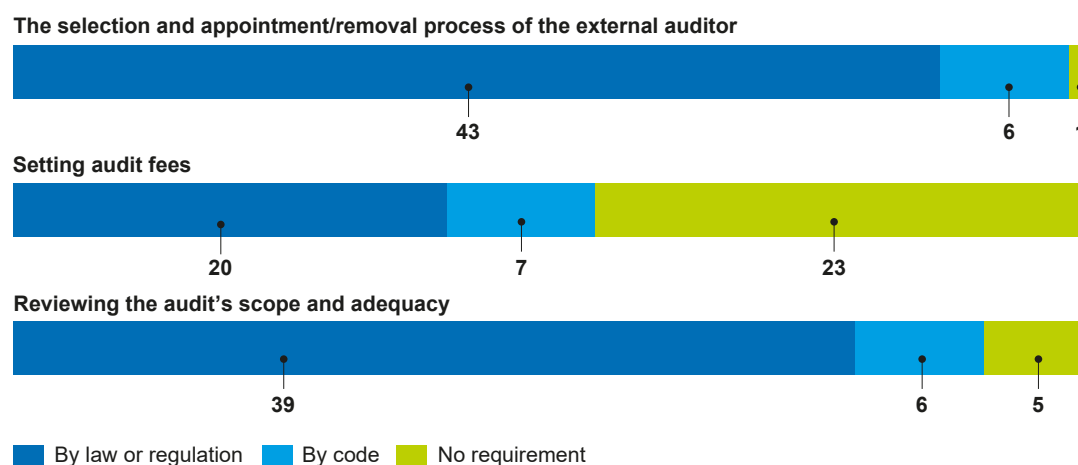 The selection and appointment/removal process of the external auditor
43 6
Setting audit fees
20 7 23
Reviewing the audit’s scope and adequacy
39 6 5
By law or regulation By code No requirement